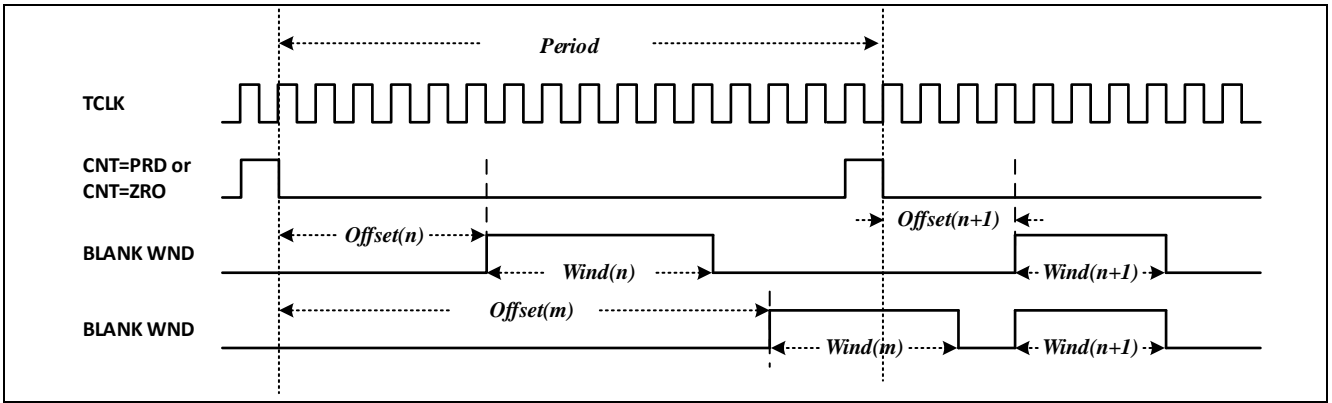 Period
TCLK
CNT=PRD or
CNT=ZRO
Offset(n+1)
Offset(n)
BLANK WND
Wind(n)
Wind(n+1)
Offset(m)
BLANK WND
Wind(m)
Wind(n+1)